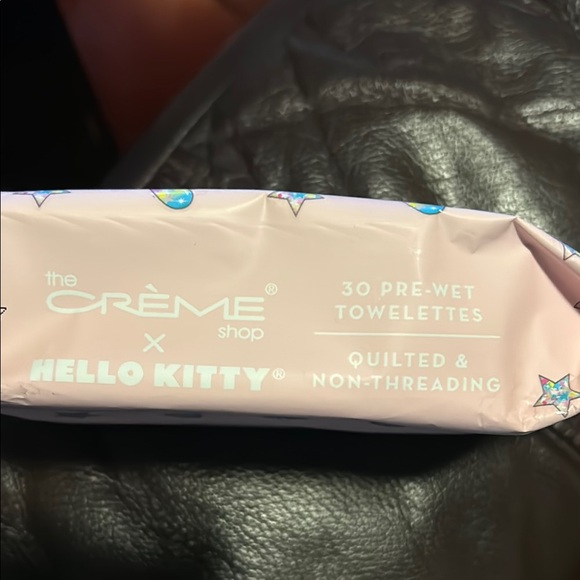 the
CRÈME®
shop
X
HELLO KITTY®
30 PRE-WET
TOWELETTES
QUILTED &
NON-THREADING